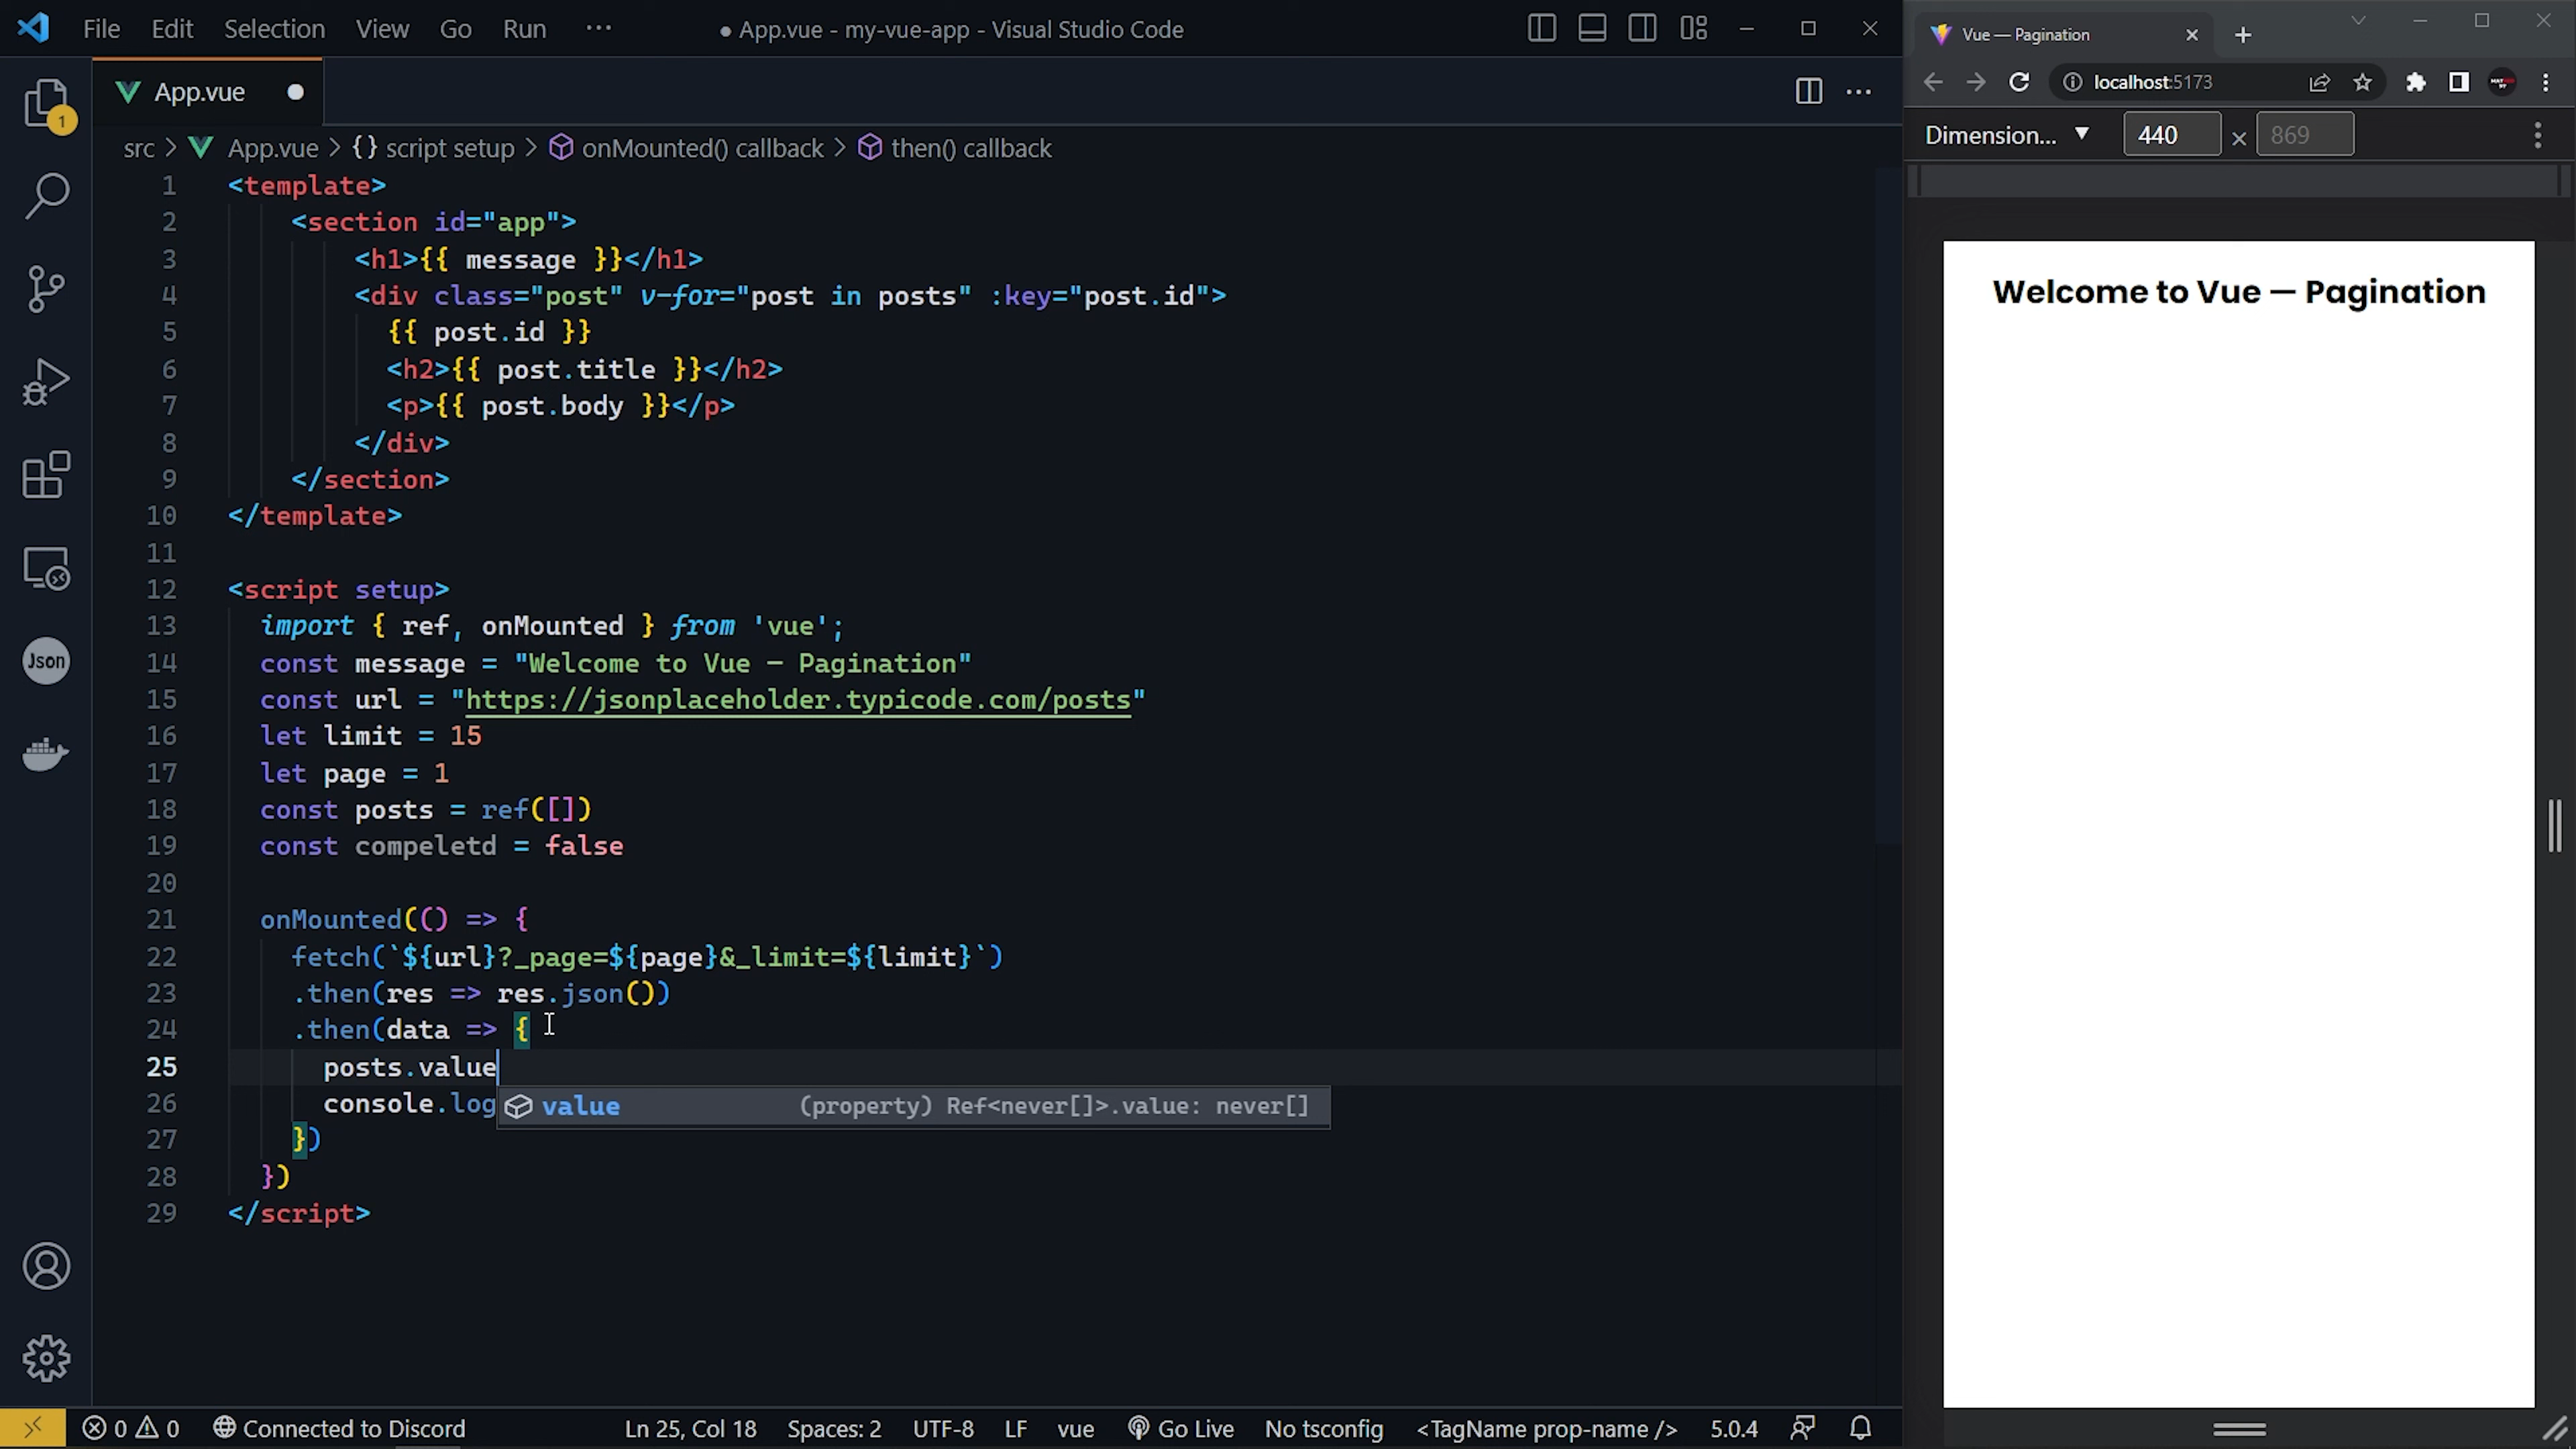 File Edit Selection View Go Run ··· ● App.vue - my-vue-app - Visual Studio Code
App.vue ●
1
src > App.vue > {} script setup > onMounted() callback > then() callback
1 <template>
2 <section id="app">
3 <h1>{{ message }}</h1>
4 <div class="post" v-for="post in posts" :key="post.id">
5 {{ post.id }}
6 <h2>{{ post.title }}</h2>
7 <p>{{ post.body }}</p>
8 </div>
9 </section>
10 </template>
11
12 <script setup>
13 import { ref, onMounted } from 'vue';
14 const message = "Welcome to Vue — Pagination"
15 const url = "https://jsonplaceholder.typicode.com/posts"
16 let limit = 15
17 let page = 1
18 const posts = ref([])
19 const compeletd = false
20
21 onMounted(() => {
22 fetch(`${url}?_page=${page}&_limit=${limit}`)
23 .then(res => res.json())
24 .then(data => {
25 posts.value
26 console.log
value (property) Ref<never[]>.value: never[]
27 })
28 })
29 </script>
Json
0 0 Connected to Discord Ln 25, Col 18 Spaces: 2 UTF-8 LF vue Go Live No tsconfig <TagName prop-name /> 5.0.4
Vue — Pagination
localhost:5173
Dimension... 440 × 869
Welcome to Vue — Pagination